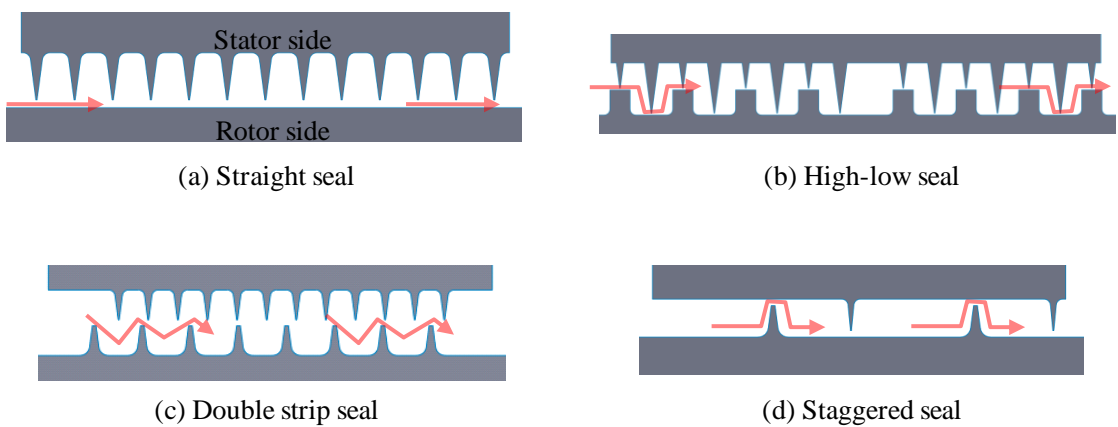 Stator side
Rotor side
(a) Straight seal
(b) High-low seal
(c) Double strip seal
(d) Staggered seal